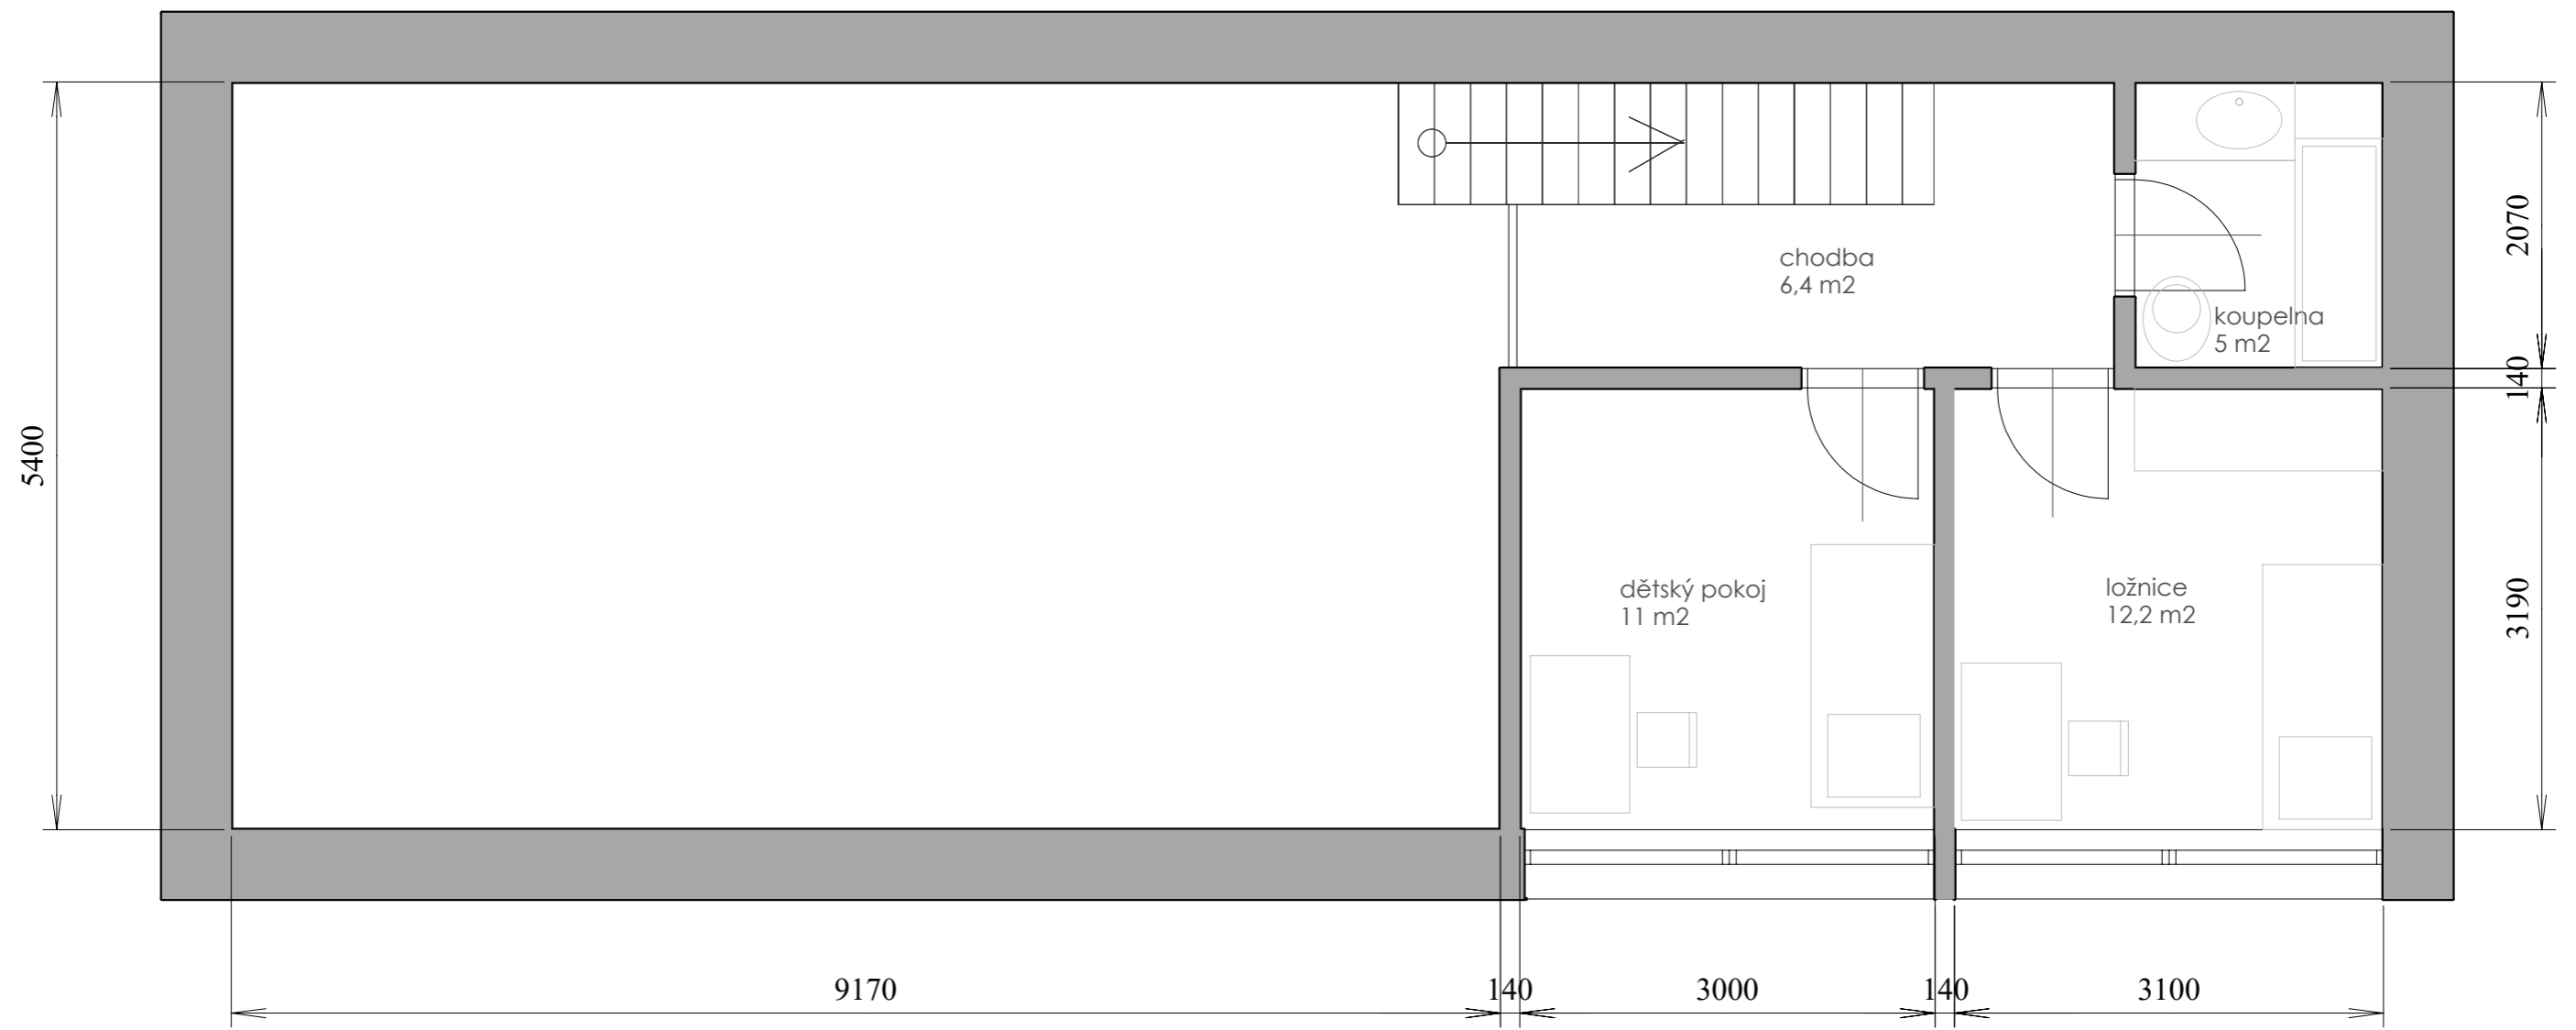 chodba
6,4 m2
koupelna
5 m2
dětský pokoj
11 m2
ložnice
12,2 m2
5400
2070
140
3190
9170
140
3000
140
3100